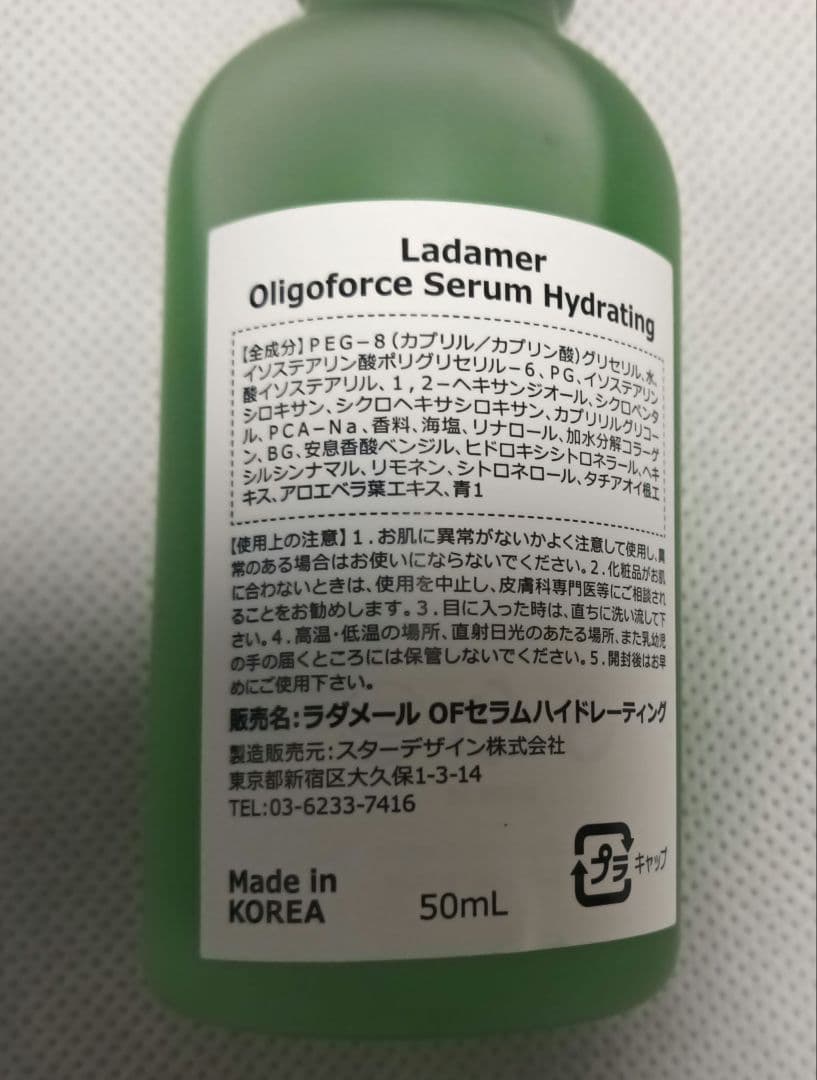 Ladamer
Oligoforce Serum Hydrating
【全成分】PEG−8(カプリル/カプリン酸)グリセリル、水、
イソステアリン酸ポリグリセリル−6、PG、イソステアリン
酸イソステアリル、1,2−ヘキサンジオール、シクロペンタ
シロキサン、シクロヘキサシロキサン、カプリリルグリコー
ル、PCA−Na、香料、海塩、リナロール、加水分解コラーゲ
ン、BG、安息香酸ベンジル、ヒドロキシシトロネラール、ヘキ
シルシンナマル、リモネン、シトロネロール、タチアオイ根エ
キス、アロエベラ葉エキス、青1
【使用上の注意】1.お肌に異常がないかよく注意して使用し、異
常のある場合はお使いにならないでください。2.化粧品がお肌
に合わないときは、使用を中止し、皮膚科専門医等にご相談され
ることをお勧めします。3.目に入った時は、直ちに洗い流して下
さい。4.高温・低温の場所、直射日光のあたる場所、また乳幼児
の手の届くところには保管しないでください。5.開封後はお早
めにご使用下さい。
販売名:ラダメール OFセラムハイドレーティング
製造販売元:スターデザイン株式会社
東京都新宿区大久保1-3-14
TEL:03-6233-7416
プラ キャップ
Made in
KOREA 50mL